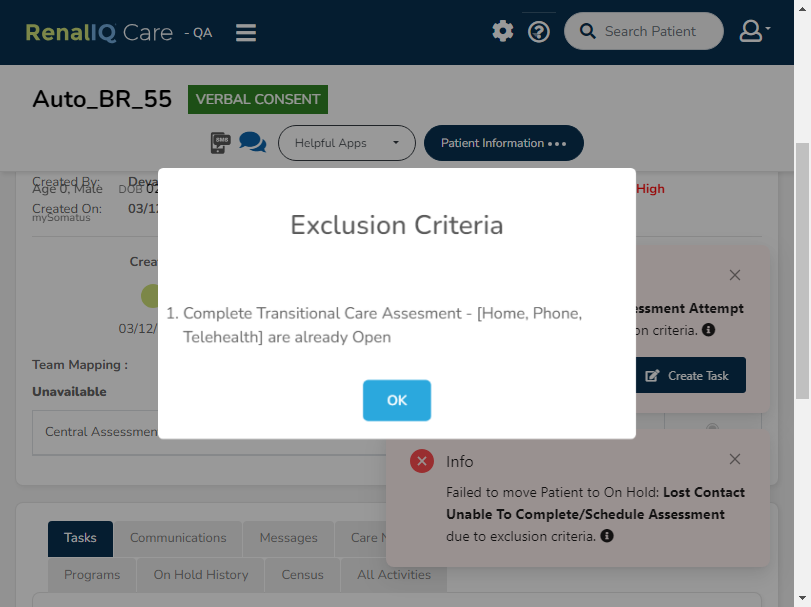 RenalIQ Care - QA
Search Patient
Auto_BR_55 VERBAL CONSENT
SMS
Helpful Apps
Patient Information
Created By:
Age 0, Male DOB
Created On: 03/1
mySomatus
High
Exclusion Criteria
1. Complete Transitional Care Assesment - [Home, Phone,
Telehealth] are already Open
OK
03/12/
Team Mapping :
Unavailable
Central Assessmen
essment Attempt
on criteria.
Create Task
Info
Failed to move Patient to On Hold: Lost Contact
Unable To Complete/Schedule Assessment
due to exclusion criteria.
Tasks Communications Messages Care N
Programs On Hold History Census All Activities